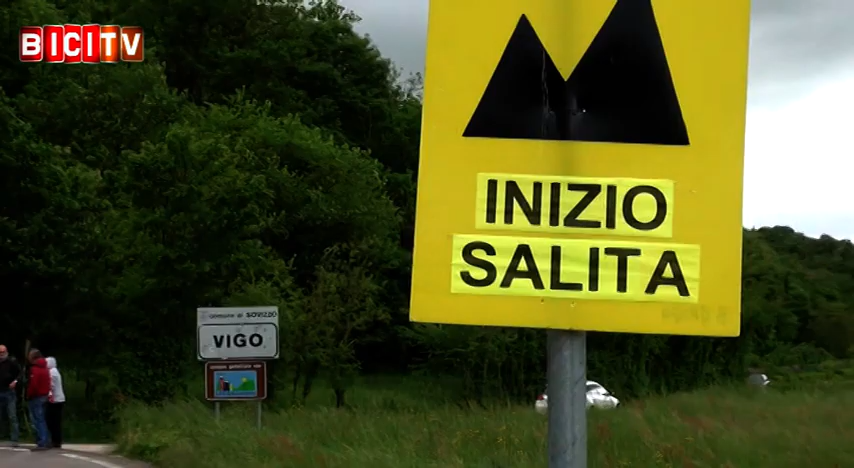 BICITV
INIZIO
SALITA
comune di SOVIZZO
VIGO